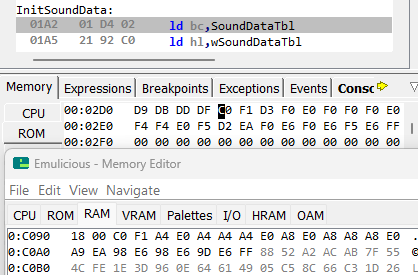 InitSoundData:
01A2 01 D4 02 ld bc,SoundDataTbl
01A5 21 92 C0 ld hl,wSoundDataTbl
Memory Expressions Breakpoints Exceptions Events Consc
CPU 00:02D0 D9 DB DD DF C0 F1 D3 F0 E0 F0 F0 F0 E0
ROM 00:02E0 F4 F4 E0 F5 D2 EA F0 E6 F0 E6 F5 E6 FF
00:02F0 00 00 00 00 00 00 00 00 00 00 00 00 00
Emulicious - Memory Editor
File Edit View Navigate
CPU ROM RAM VRAM Palettes I/O HRAM OAM
0:C090 18 00 C0 F1 A4 E0 A4 A4 A4 E0 A8 E0 A8 A8 A8 E0
0:C0A0 A9 EA 98 E6 98 E6 9D E6 FF 88 52 A2 AC AB 7F 55
0:C0B0 4C FE 1E 3D 96 0E 64 61 49 05 C5 8C 66 C3 1D 26